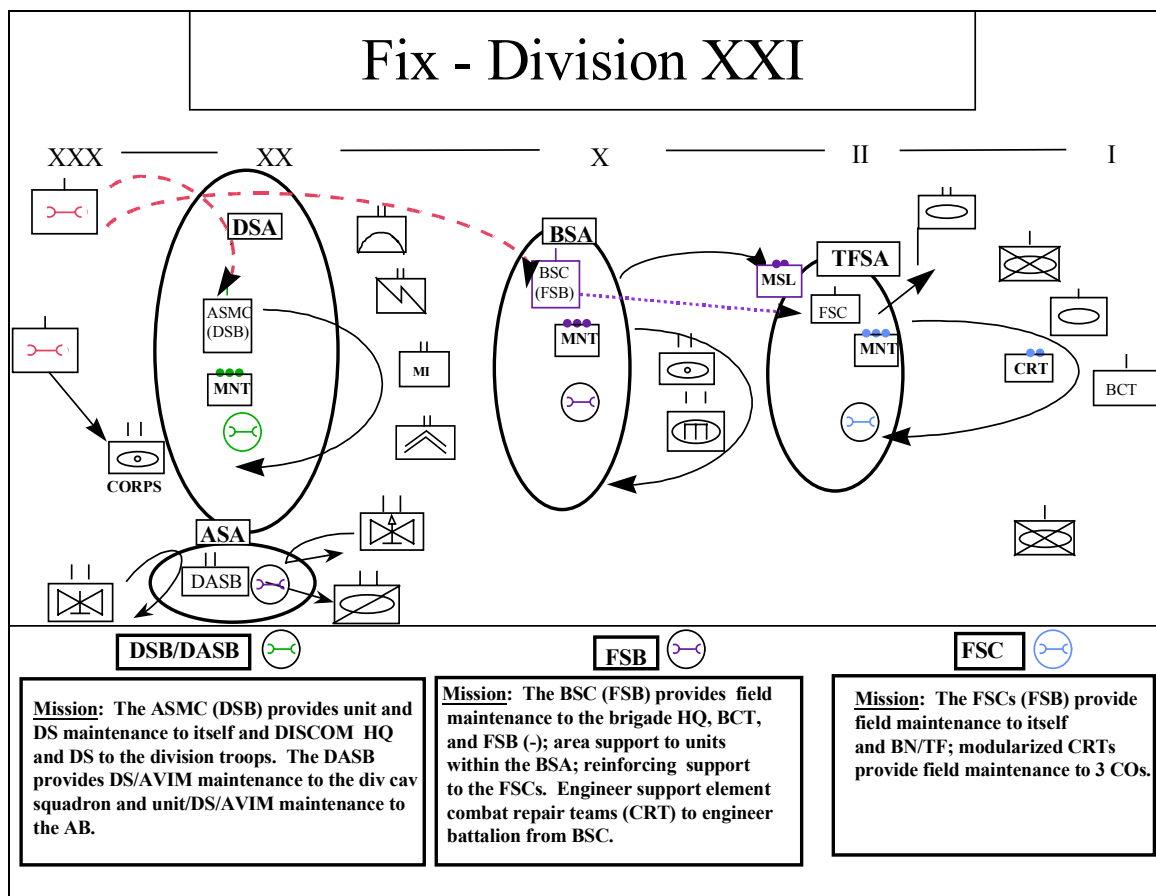 Fix - Division XXI
XXX
XX
X
II
I
DSA
ASMC
(DSB)
MNT
CORPS
MI
ASA
DASB
BSA
BSC
(FSB)
MNT
MSL
TFSA
FSC
MNT
CRT
BCT
DSB/DASB
Mission: The ASMC (DSB) provides unit and
DS maintenance to itself and DISCOM HQ
and DS to the division troops. The DASB
provides DS/AVIM maintenance to the div cav
squadron and unit/DS/AVIM maintenance to
the AB.
FSB
Mission: The BSC (FSB) provides field
maintenance to the brigade HQ, BCT,
and FSB (-); area support to units
within the BSA; reinforcing support
to the FSCs. Engineer support element
combat repair teams (CRT) to engineer
battalion from BSC.
FSC
Mission: The FSCs (FSB) provide
field maintenance to itself
and BN/TF; modularized CRTs
provide field maintenance to 3 COs.